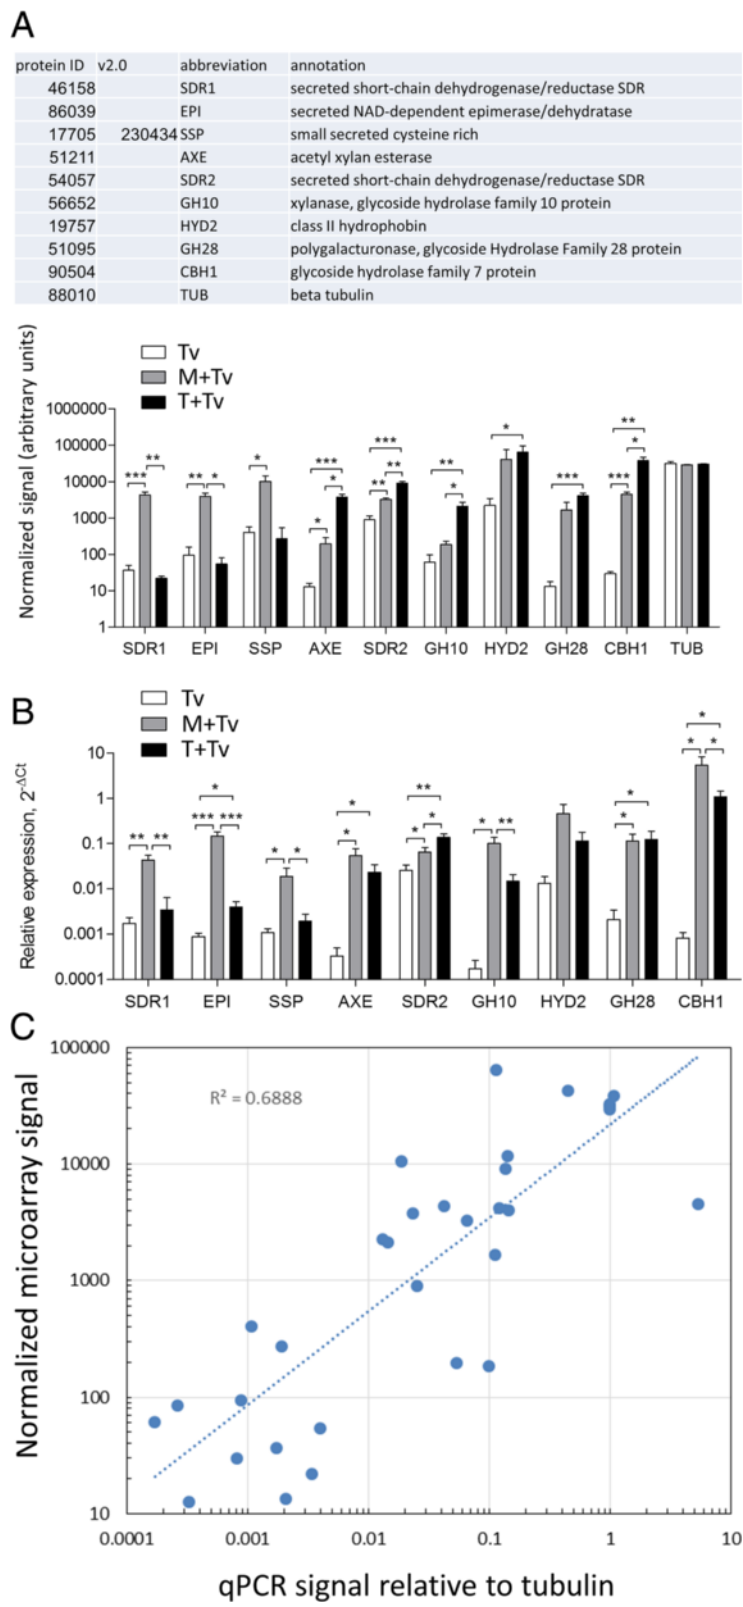 A
protein ID v2.0 abbreviation annotation
46158 SDR1 secreted short-chain dehydrogenase/reductase SDR
86039 EPI secreted NAD-dependent epimerase/dehydratase
17705 230434 SSP small secreted cysteine rich
51211 AXE acetyl xylan esterase
54057 SDR2 secreted short-chain dehydrogenase/reductase SDR
56652 GH10 xylanase, glycoside hydrolase family 10 protein
19757 HYD2 class II hydrophobin
51095 GH28 polygalacturonase, glycoside Hydrolase Family 28 protein
90504 CBH1 glycoside hydrolase family 7 protein
88010 TUB beta tubulin
Normalized signal (arbitrary units)
Tv
M+Tv
T+Tv
1000000
100000
10000
1000
100
10
1
*** ** ** * * * *** * ** *** ** * ** * *** *** ** *
SDR1 EPI SSP AXE SDR2 GH10 HYD2 GH28 CBH1 TUB
B
Tv
M+Tv
T+Tv
Relative expression, 2^-ΔCt
10
1
0.1
0.01
0.001
0.0001
** ** *** * *** * * * * * ** * * ** * * * * *
SDR1 EPI SSP AXE SDR2 GH10 HYD2 GH28 CBH1
C
Normalized microarray signal
100000
10000
1000
100
10
R² = 0.6888
0.0001 0.001 0.01 0.1 1 10
qPCR signal relative to tubulin